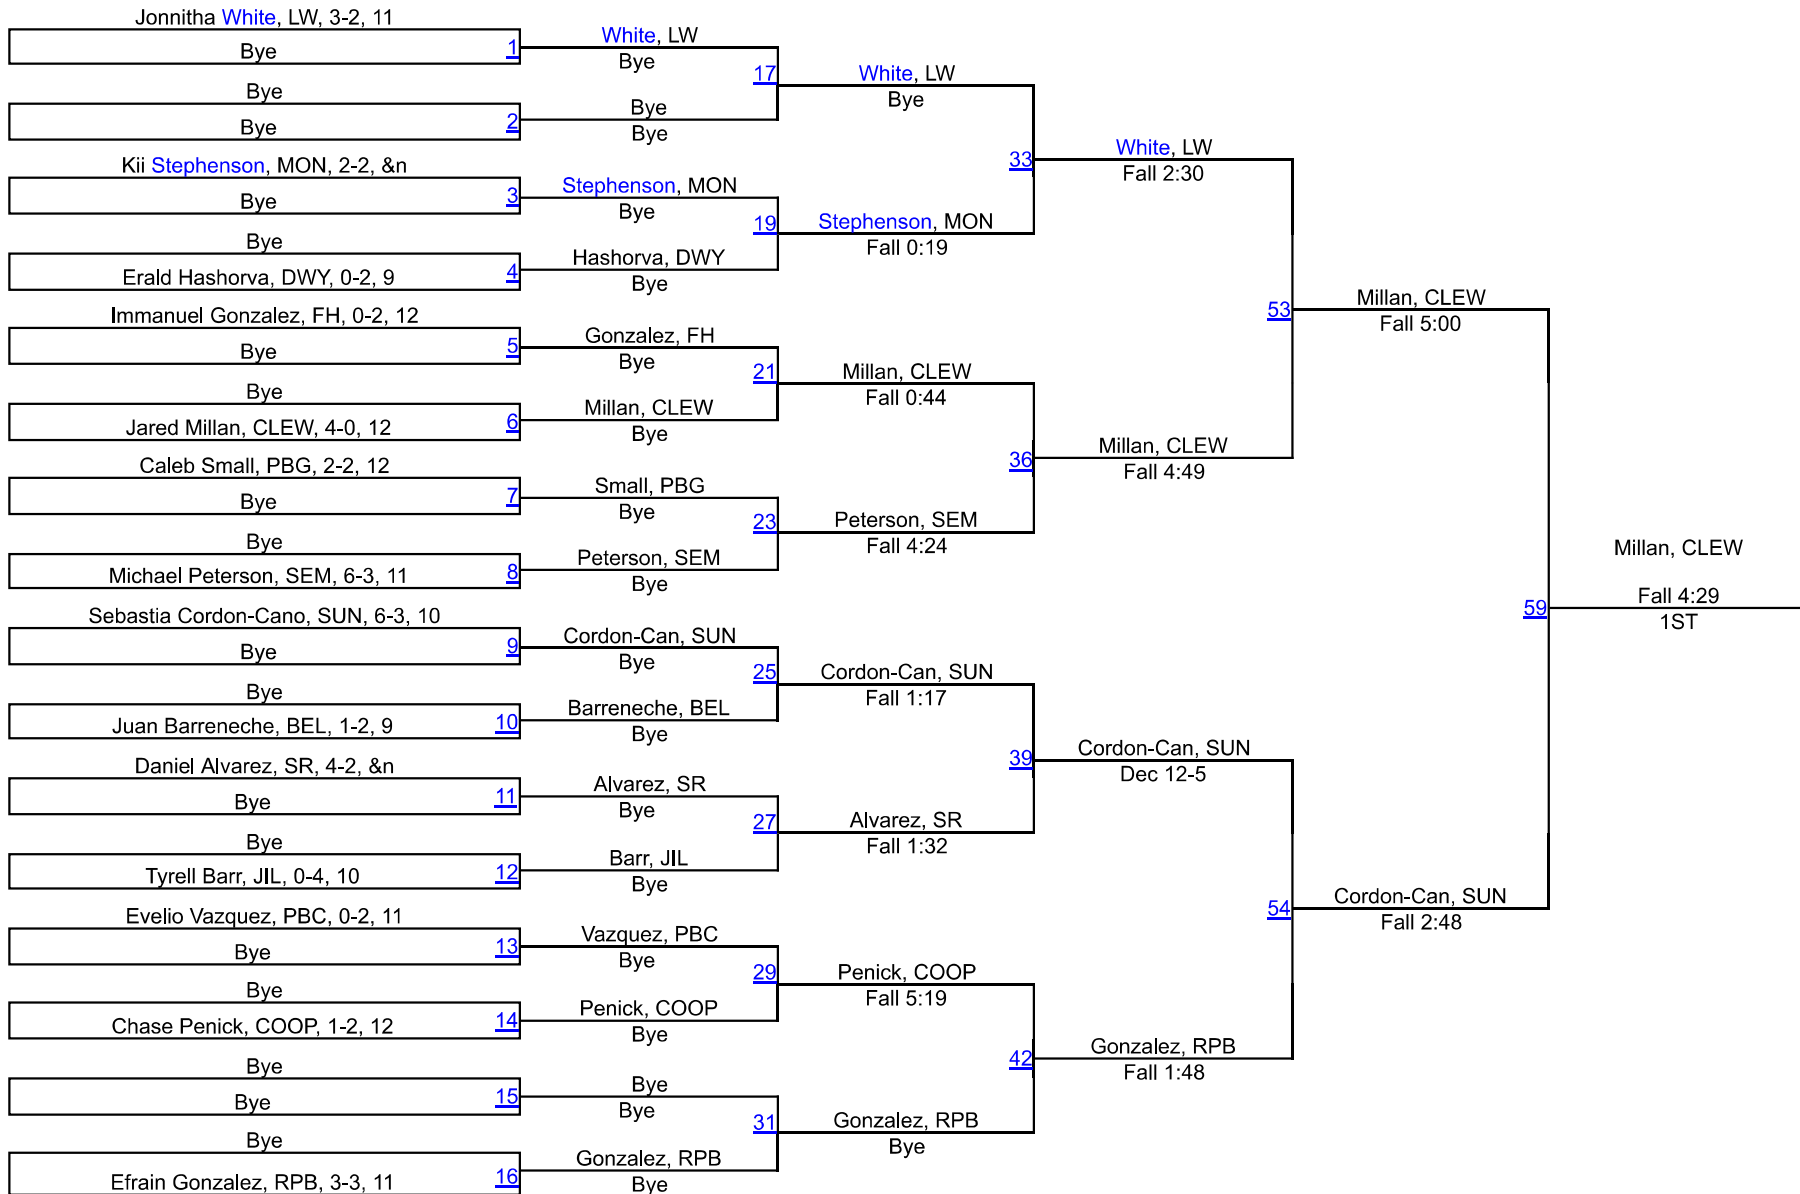 Jonnitha White, LW, 3-2, 11
Bye
1
Bye
Bye
2
Kii Stephenson, MON, 2-2, &n
Bye
3
Bye
Erald Hashorva, DWY, 0-2, 9
4
Immanuel Gonzalez, FH, 0-2, 12
Bye
5
Bye
Jared Millan, CLEW, 4-0, 12
6
Caleb Small, PBG, 2-2, 12
Bye
7
Bye
Michael Peterson, SEM, 6-3, 11
8
Sebastia Cordon-Cano, SUN, 6-3, 10
Bye
9
Bye
Juan Barreneche, BEL, 1-2, 9
10
Daniel Alvarez, SR, 4-2, &n
Bye
11
Bye
Tyrell Barr, JIL, 0-4, 10
12
Evelio Vazquez, PBC, 0-2, 11
Bye
13
Bye
Chase Penick, COOP, 1-2, 12
14
Bye
Bye
15
Bye
Efrain Gonzalez, RPB, 3-3, 11
16
White, LW
Bye
17
Bye
Bye
Stephenson, MON
Bye
19
Hashorva, DWY
Bye
Gonzalez, FH
Bye
21
Millan, CLEW
Bye
Small, PBG
Bye
23
Peterson, SEM
Bye
Cordon-Can, SUN
Bye
25
Barreneche, BEL
Bye
Alvarez, SR
Bye
27
Barr, JIL
Bye
Vazquez, PBC
Bye
29
Penick, COOP
Bye
Bye
Bye
31
Gonzalez, RPB
Bye
White, LW
Bye
33
Stephenson, MON
Fall 0:19
Millan, CLEW
Fall 0:44
36
Peterson, SEM
Fall 4:24
Cordon-Can, SUN
Fall 1:17
39
Alvarez, SR
Fall 1:32
Penick, COOP
Fall 5:19
42
Gonzalez, RPB
Bye
White, LW
Fall 2:30
53
Millan, CLEW
Fall 4:49
Cordon-Can, SUN
Dec 12-5
54
Gonzalez, RPB
Fall 1:48
Millan, CLEW
Fall 5:00
59
Cordon-Can, SUN
Fall 2:48
Millan, CLEW
Fall 4:29
1ST